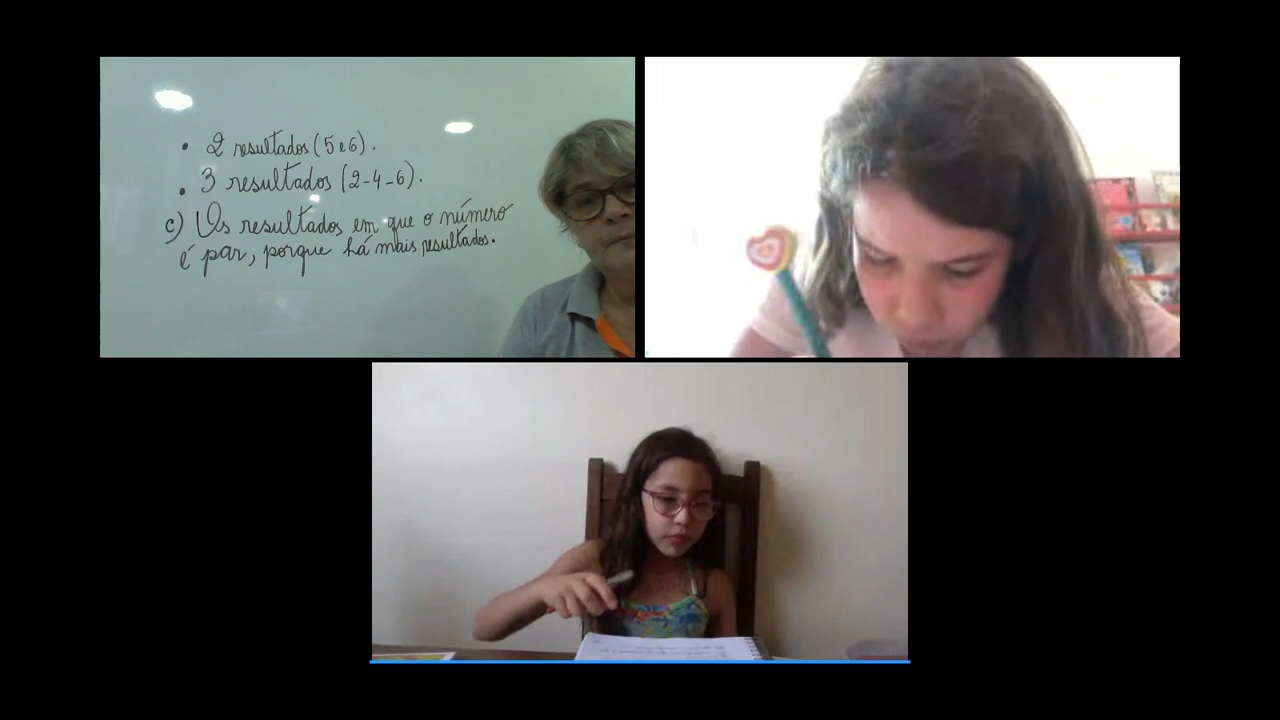 • 2 resultados (5 e 6).
• 3 resultados (2-4-6).
c) Os resultados em que o número
é par, porque há mais resultados.